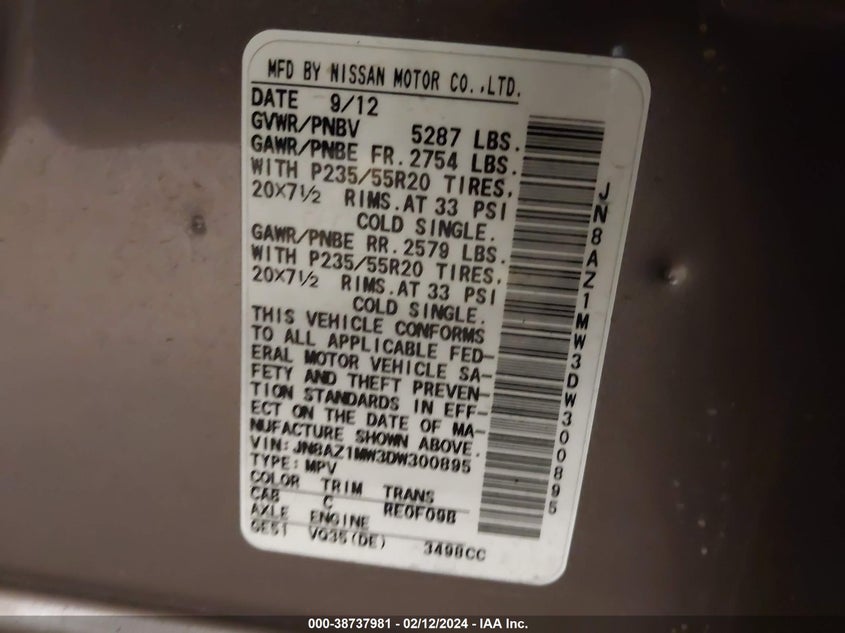 MFD BY NISSAN MOTOR CO.,LTD.
DATE 9/12
GVWR/PNBV 5287 LBS.
GAWR/PNBE FR. 2754 LBS.
WITH P235/55R20 TIRES,
20X7½ RIMS.AT 33 PSI
COLD SINGLE.
GAWR/PNBE RR. 2579 LBS.
WITH P235/55R20 TIRES,
20X7½ RIMS.AT 33 PSI
COLD SINGLE.
THIS VEHICLE CONFORMS
TO ALL APPLICABLE FED-
ERAL MOTOR VEHICLE SA-
FETY AND THEFT PREVEN-
TION STANDARDS IN EFF-
ECT ON THE DATE OF MA-
NUFACTURE SHOWN ABOVE.
VIN:JN8AZ1MW3DW300895
TYPE:MPV
COLOR TRIM TRANS
CAB C RE0F09B
AXLE ENGINE
GE51 VQ35(DE) 3498CC
JN8AZ1MW3DW300895
000-38737981 - 02/12/2024 - IAA Inc.